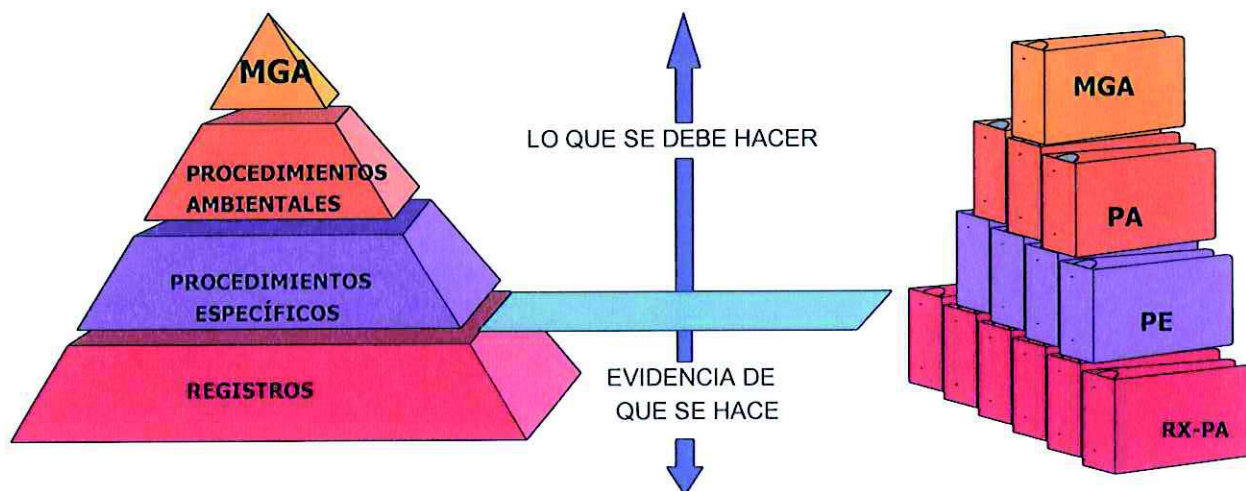 MGA
PROCEDIMIENTOS
AMBIENTALES
PROCEDIMIENTOS
ESPECÍFICOS
REGISTROS
LO QUE SE DEBE HACER
EVIDENCIA DE
QUE SE HACE
MGA
PA
PE
RX-PA